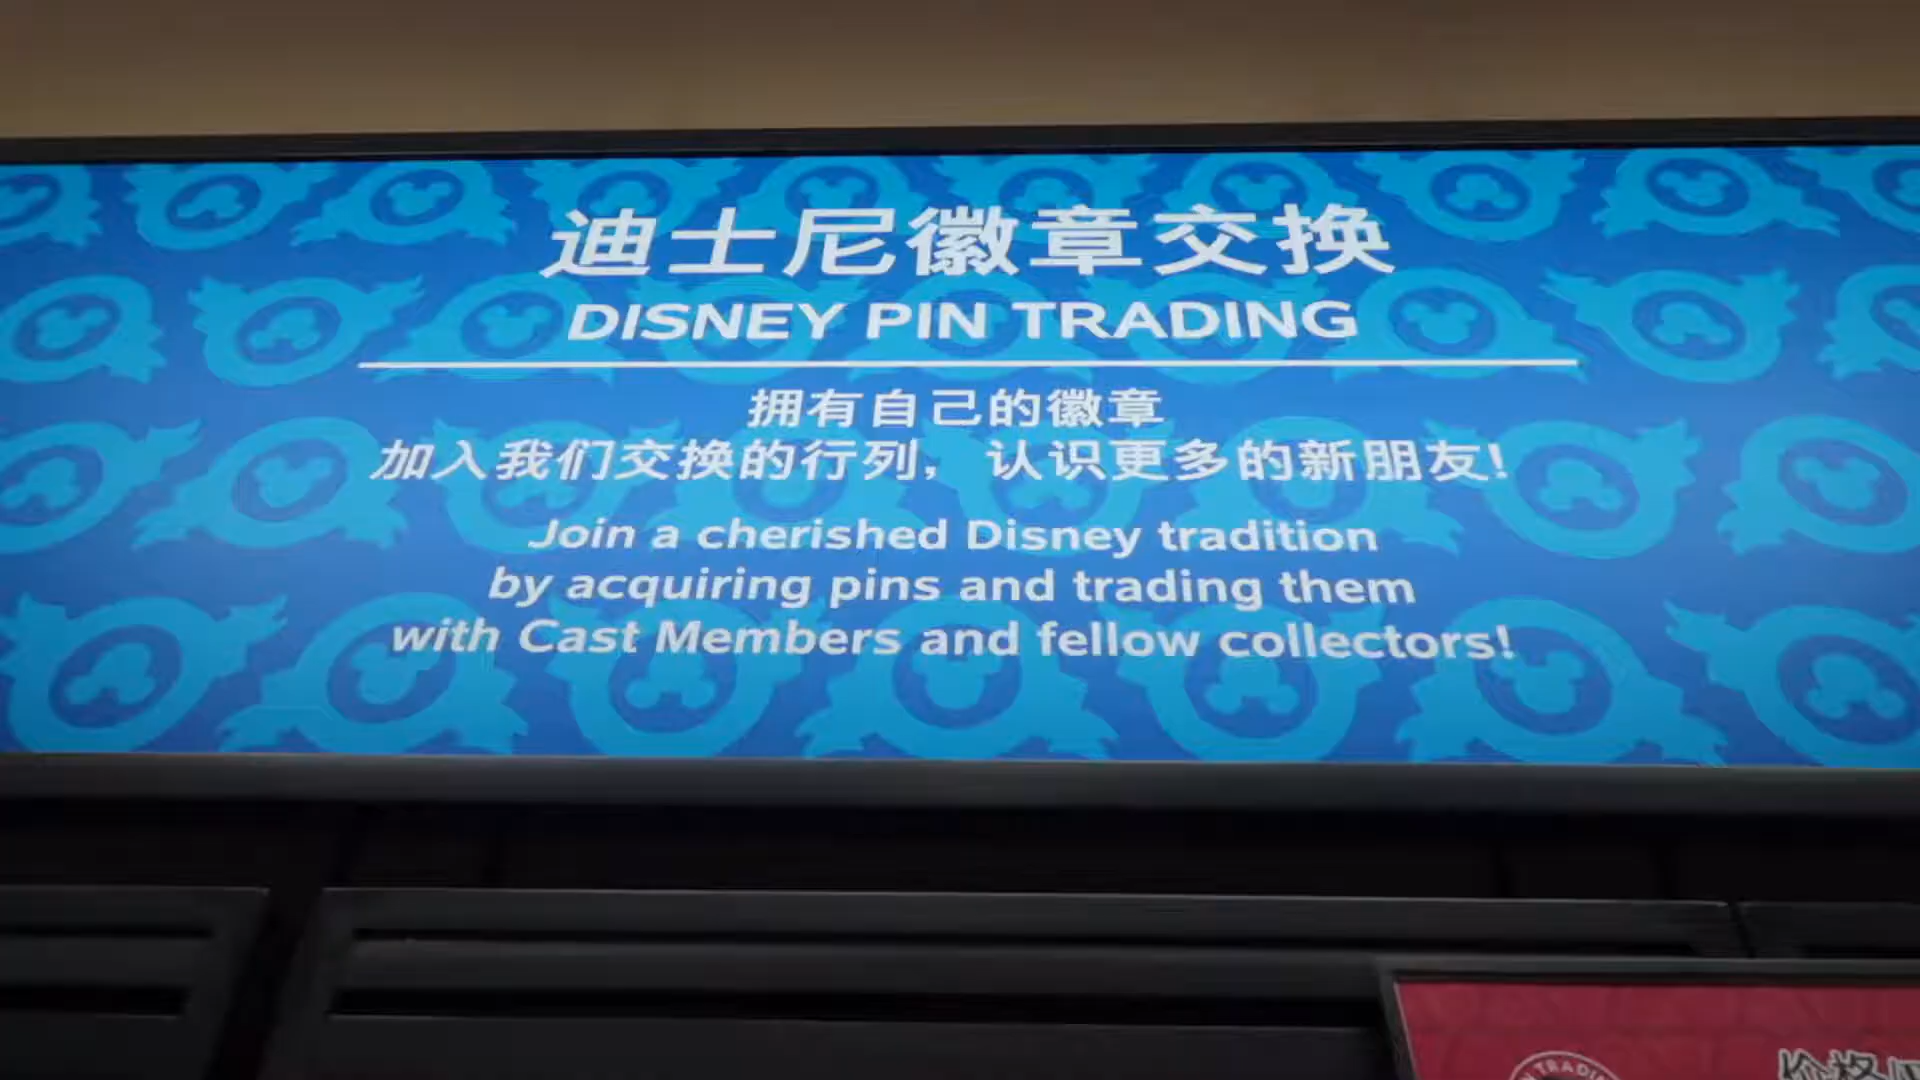 迪士尼徽章交换
DISNEY PIN TRADING
拥有自己的徽章
加入我们交换的行列，认识更多的新朋友!
Join a cherished Disney tradition
by acquiring pins and trading them
with Cast Members and fellow collectors!
价格